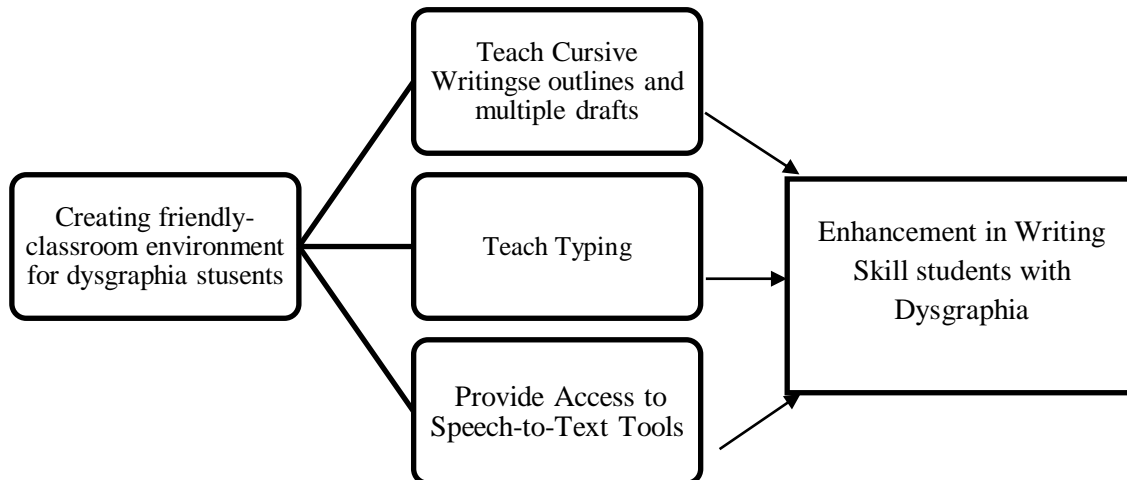 Teach Cursive
Writingse outlines and
multiple drafts
Creating friendly-
classroom environment
for dysgraphia stusents
Teach Typing
Enhancement in Writing
Skill students with
Dysgraphia
Provide Access to
Speech-to-Text Tools